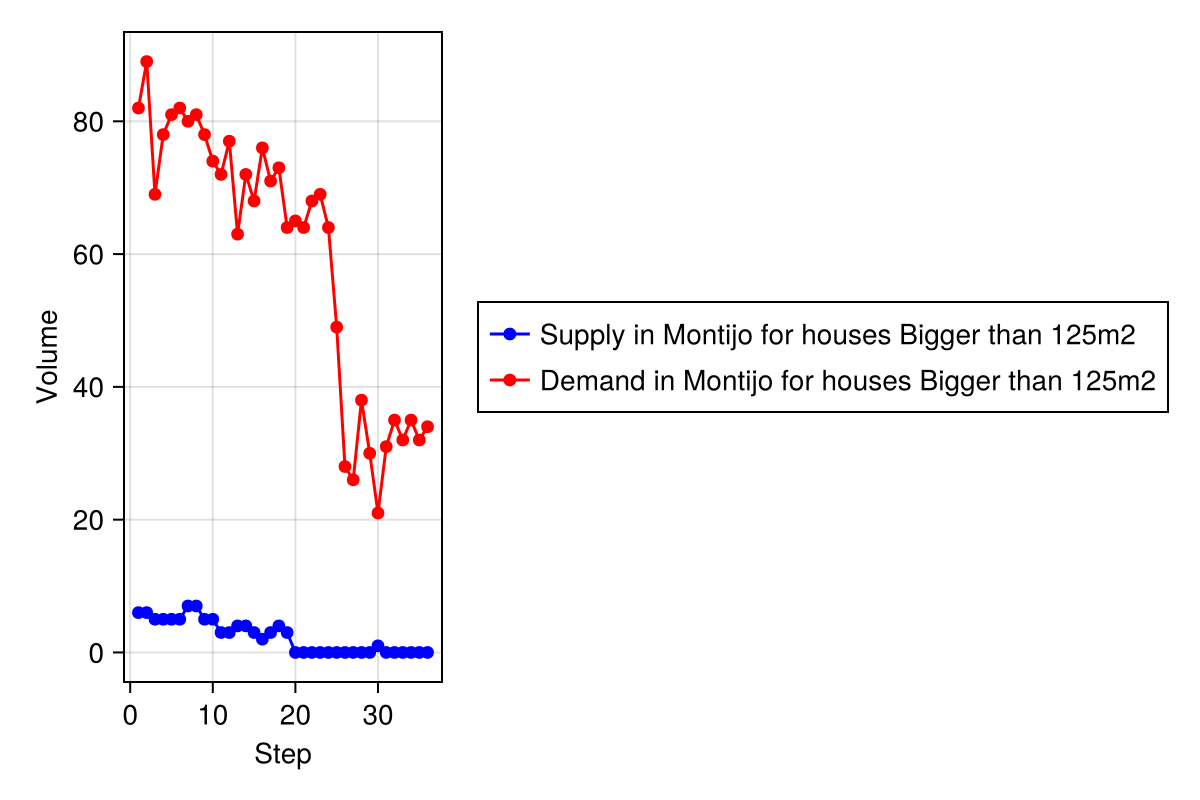 80
60
40
20
0
Volume
0 10 20 30
Step
Supply in Montijo for houses Bigger than 125m2
Demand in Montijo for houses Bigger than 125m2